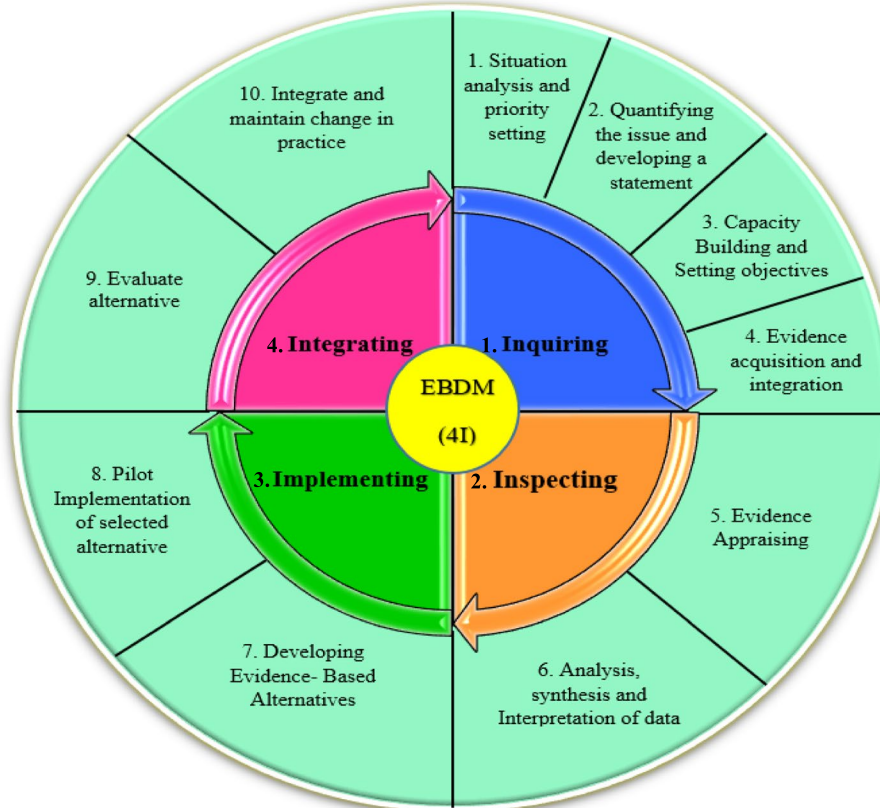 1. Situation
analysis and
priority
setting
2. Quantifying
the issue and
developing a
statement
3. Capacity
Building and
Setting objectives
4. Evidence
acquisition and
integration
5. Evidence
Appraising
6. Analysis,
synthesis and
Interpretation of data
7. Developing
Evidence- Based
Alternatives
8. Pilot
Implementation
of selected
alternative
9. Evaluate
alternative
10. Integrate and
maintain change in
practice
1. Inquiring
2. Inspecting
3. Implementing
4. Integrating
EBDM
(4I)